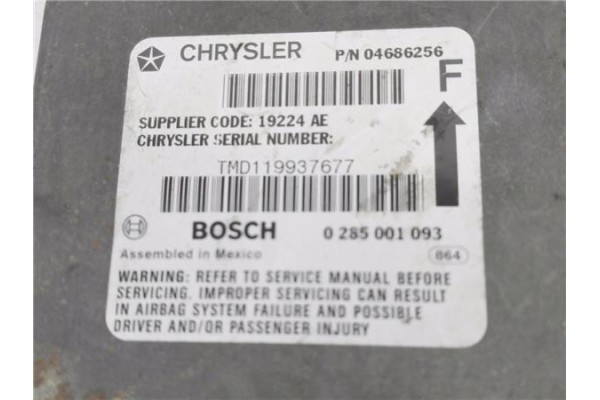 CHRYSLER P/N 04686256
F
SUPPLIER CODE: 19224 AE
CHRYSLER SERIAL NUMBER:
TMD119937677
BOSCH 0 285 001 093
Assembled in Mexico 864
WARNING: REFER TO SERVICE MANUAL BEFORE
SERVICING. IMPROPER SERVICING CAN RESULT
IN AIRBAG SYSTEM FAILURE AND POSSIBLE
DRIVER AND/OR PASSENGER INJURY